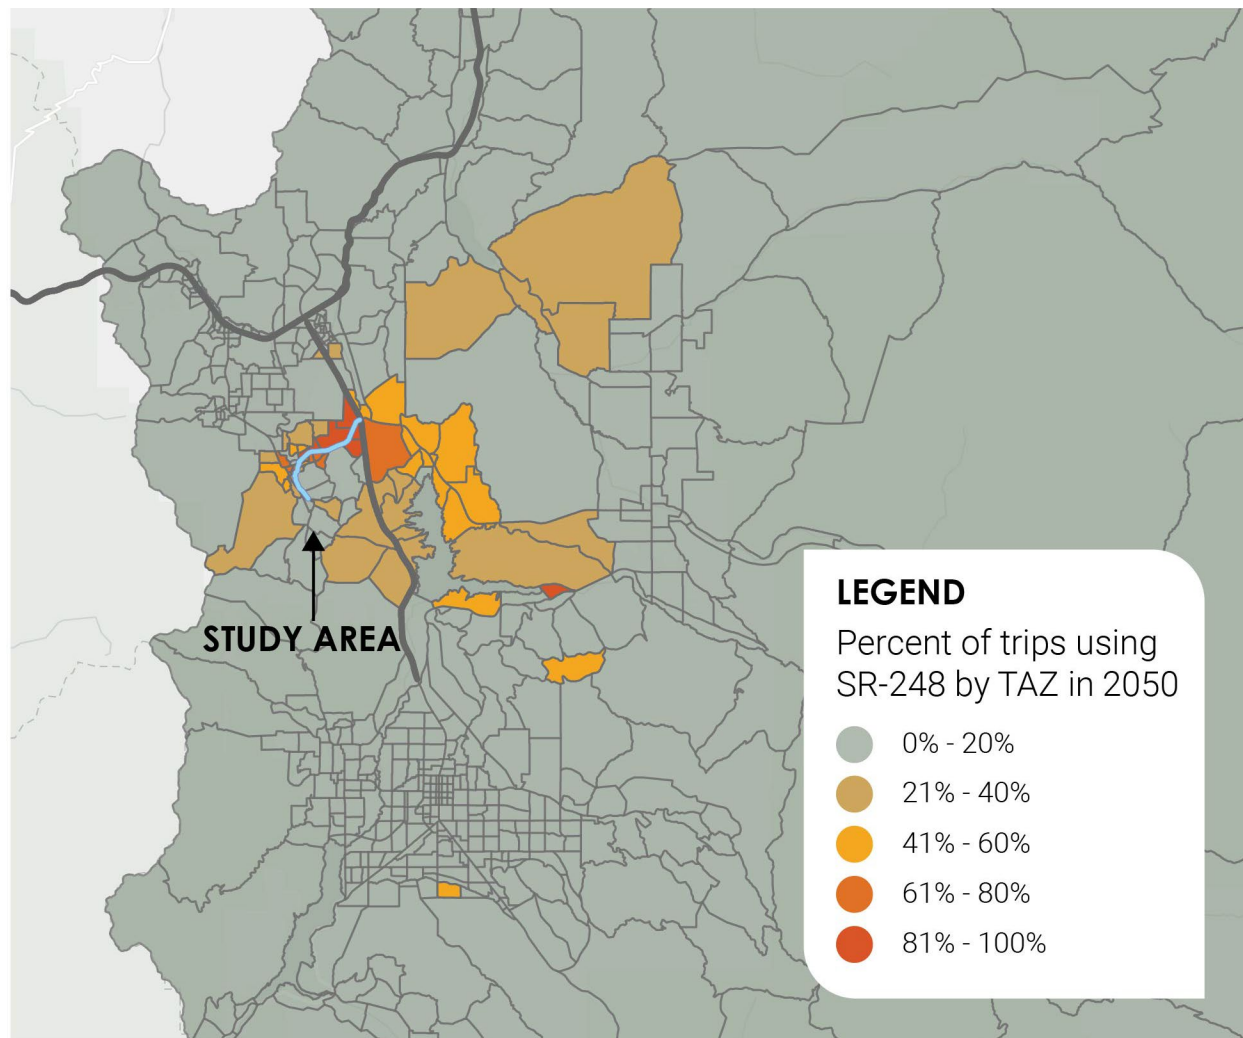 STUDY AREA
LEGEND
Percent of trips using
SR-248 by TAZ in 2050
0% - 20%
21% - 40%
41% - 60%
61% - 80%
81% - 100%